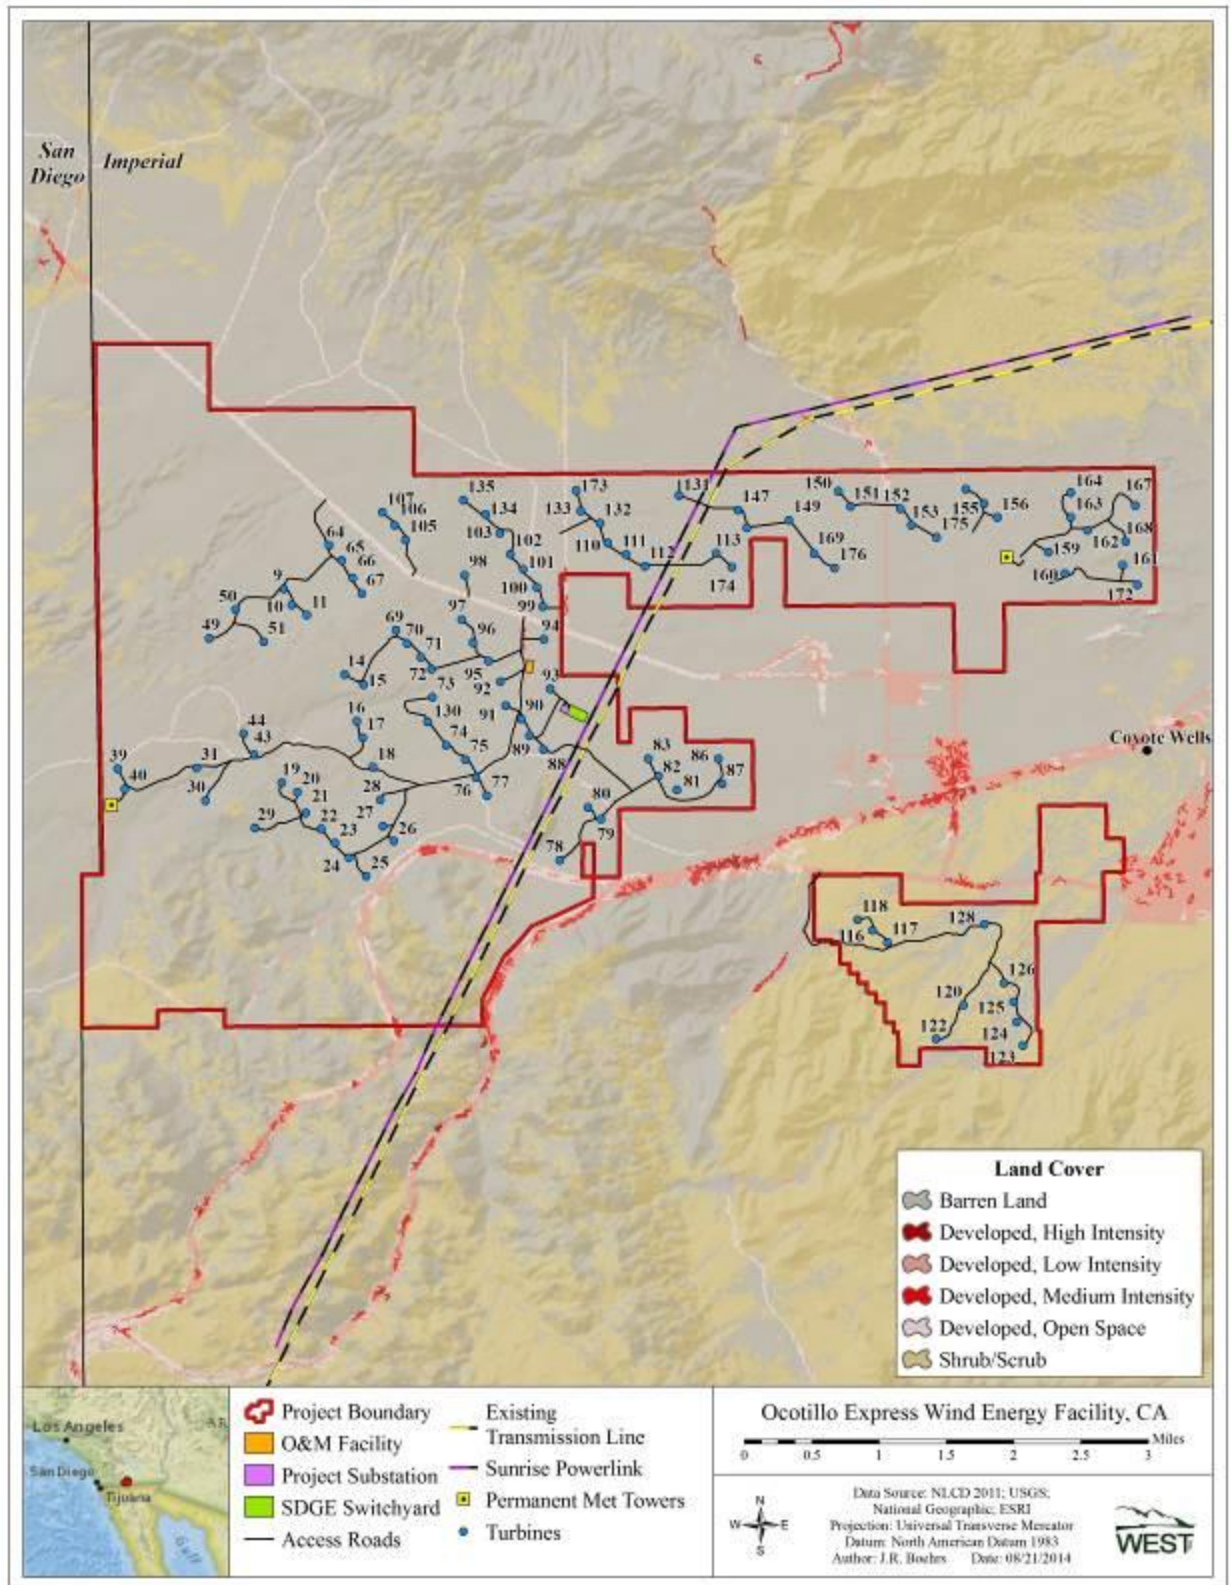 San
Diego
Imperial
135
173
1131
150
164
167
107
106
105
134
133
132
147
149
151
152
153
175
155
156
163
168
103
102
110
111
112
113
169
176
159
162
161
64
65
66
67
98
101
100
99
174
160
172
9
10
11
50
49
51
69
70
71
97
96
94
14
15
72
73
95
92
93
16
17
130
91
90
44
43
74
75
89
88
83
82
86
87
81
39
40
31
30
18
19
20
21
28
27
26
76
77
80
79
78
29
22
23
24
25
Coyote Wells
118
116
117
128
126
120
125
122
124
123
Land Cover
Barren Land
Developed, High Intensity
Developed, Low Intensity
Developed, Medium Intensity
Developed, Open Space
Shrub/Scrub
Los Angeles
San Diego
Tijuana
Gulf
Project Boundary
O&M Facility
Project Substation
SDGE Switchyard
Access Roads
Existing
Transmission Line
Sunrise Powerlink
Permanent Met Towers
Turbines
Ocotillo Express Wind Energy Facility, CA
Miles
0 0.5 1 1.5 2 2.5 3
N
W E
S
Data Source: NLCD 2011; USGS;
National Geographic; ESRI
Projection: Universal Transverse Mercator
Datum: North American Datum 1983
Author: J.R. Boehrs Date: 08/21/2014
WEST